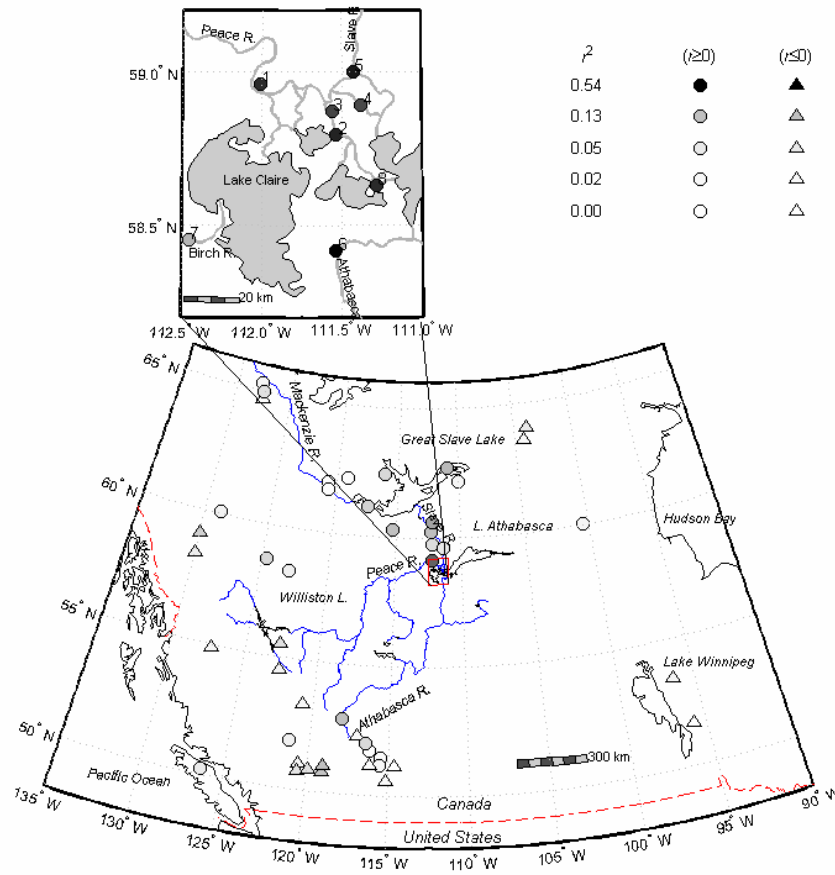 Peace R.
Slave R.
r² (r≥0) (r≤0)
59.0° N
1
5
3
4
2
8
0.54
0.13
0.05
0.02
0.00
Lake Claire
58.5° N
7
Birch R.
6
Athabasca
20 km
112.5° W 112.0° W 111.5° W 111.0° W
65° N
Mackenzie R.
Great Slave Lake
60° N
Slave R.
L. Athabasca
Hudson Bay
Peace R.
Williston L.
55° N
Lake Winnipeg
Athabasca R.
50° N
Pacific Ocean
300 km
Canada
United States
135° W
130° W
125° W
120° W
115° W
110° W
105° W
100° W
95° W
90° W